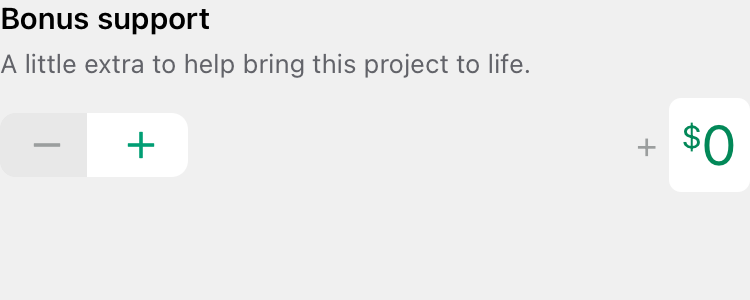 Bonus support
A little extra to help bring this project to life.
− + + $0